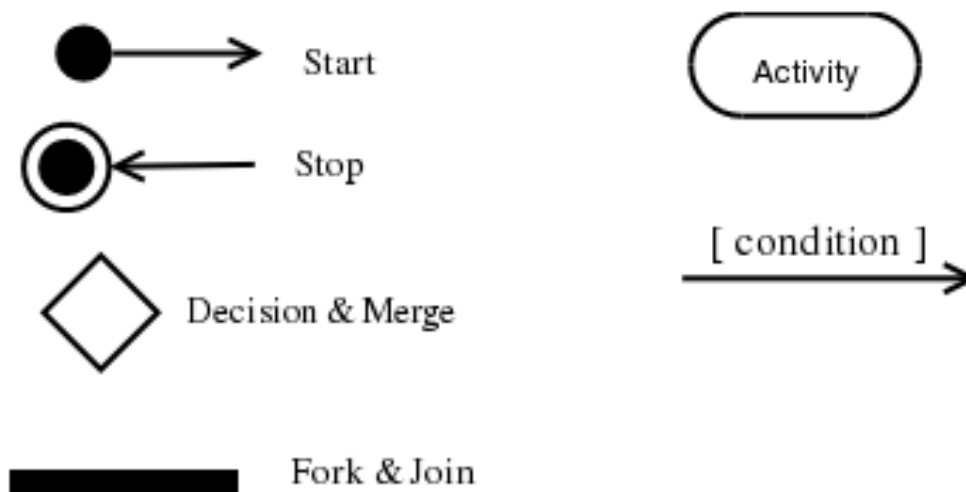 Start
Activity
Stop
[ condition ]
Decision & Merge
Fork & Join